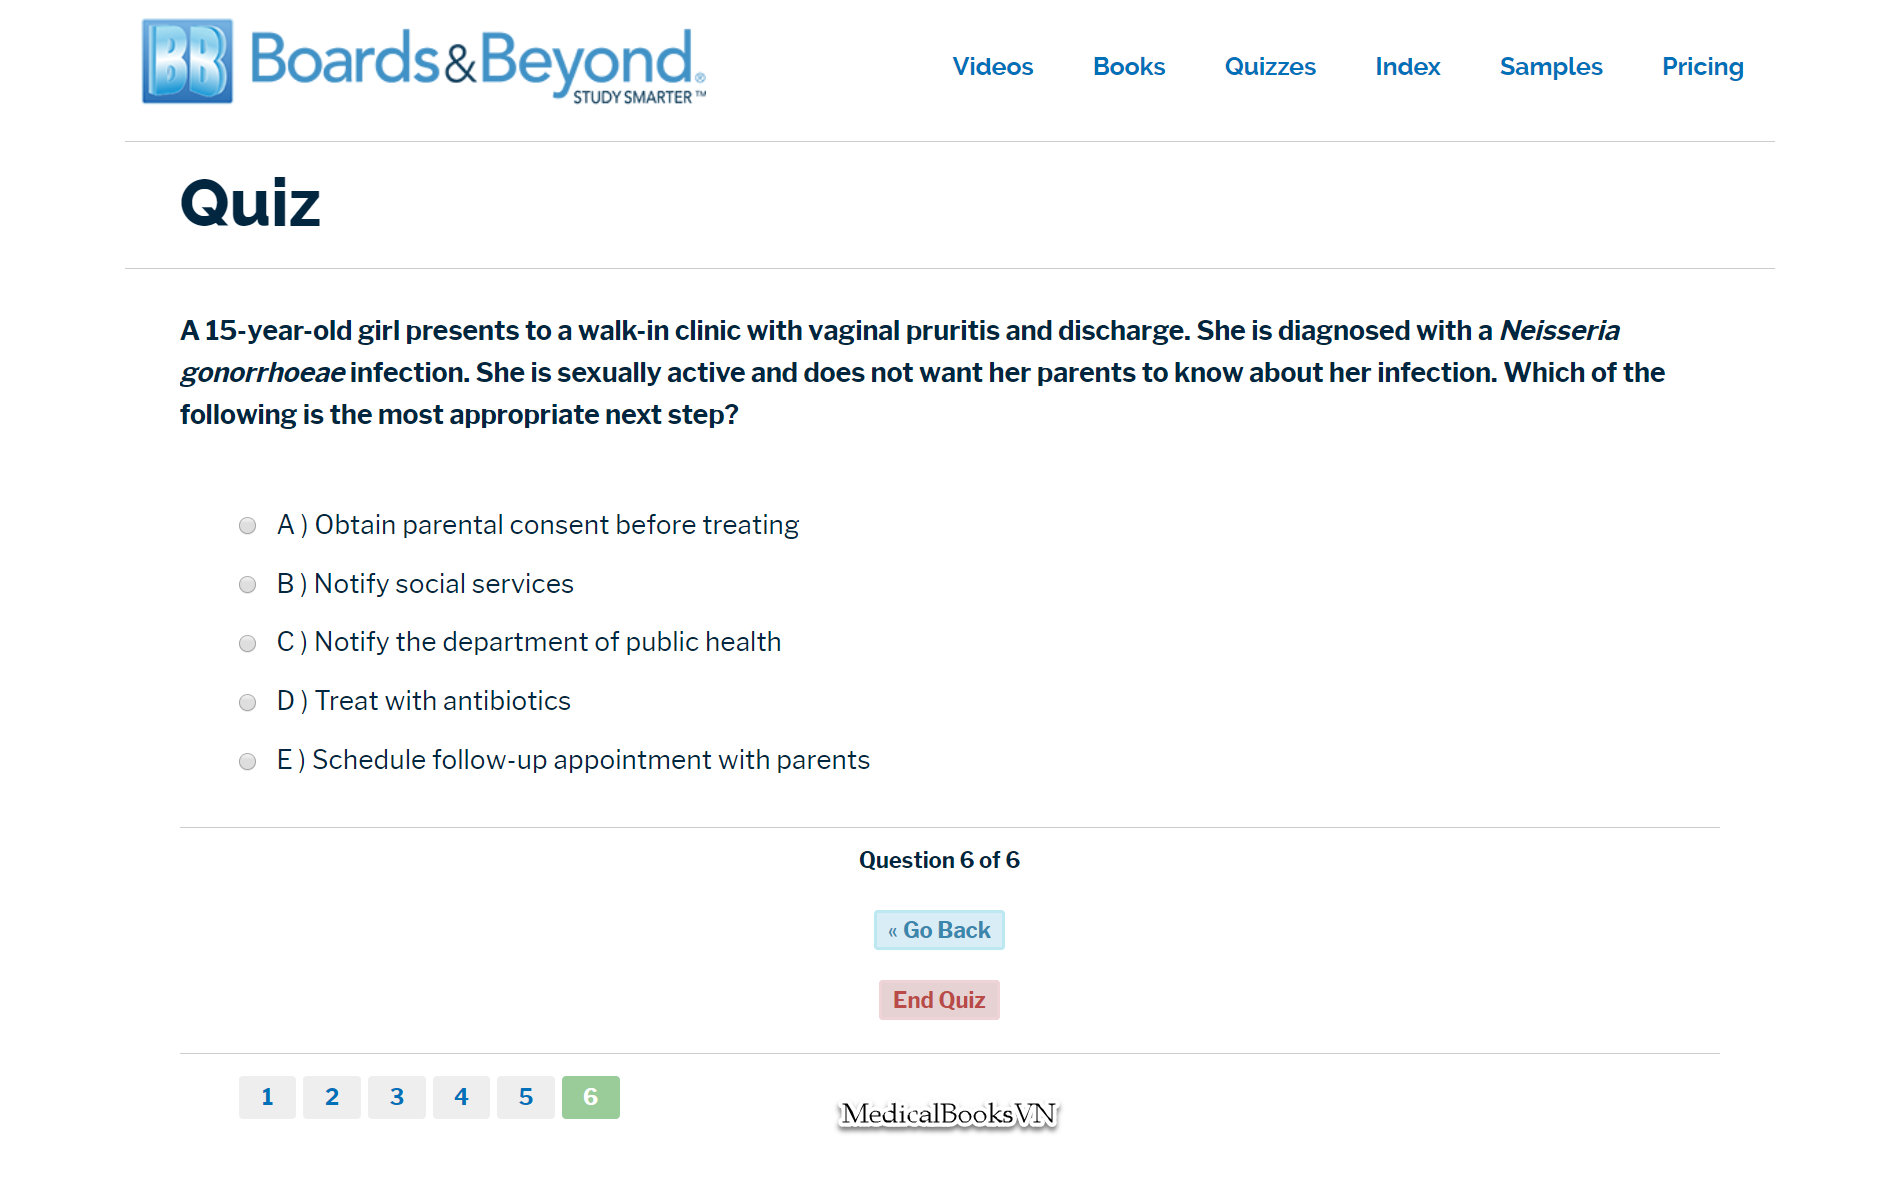 BB Boards&Beyond®
STUDY SMARTER™
Videos Books Quizzes Index Samples Pricing
Quiz
A 15-year-old girl presents to a walk-in clinic with vaginal pruritis and discharge. She is diagnosed with a Neisseria
gonorrhoeae infection. She is sexually active and does not want her parents to know about her infection. Which of the
following is the most appropriate next step?
A ) Obtain parental consent before treating
B ) Notify social services
C ) Notify the department of public health
D ) Treat with antibiotics
E ) Schedule follow-up appointment with parents
Question 6 of 6
« Go Back
End Quiz
1 2 3 4 5 6
MedicalBooksVN